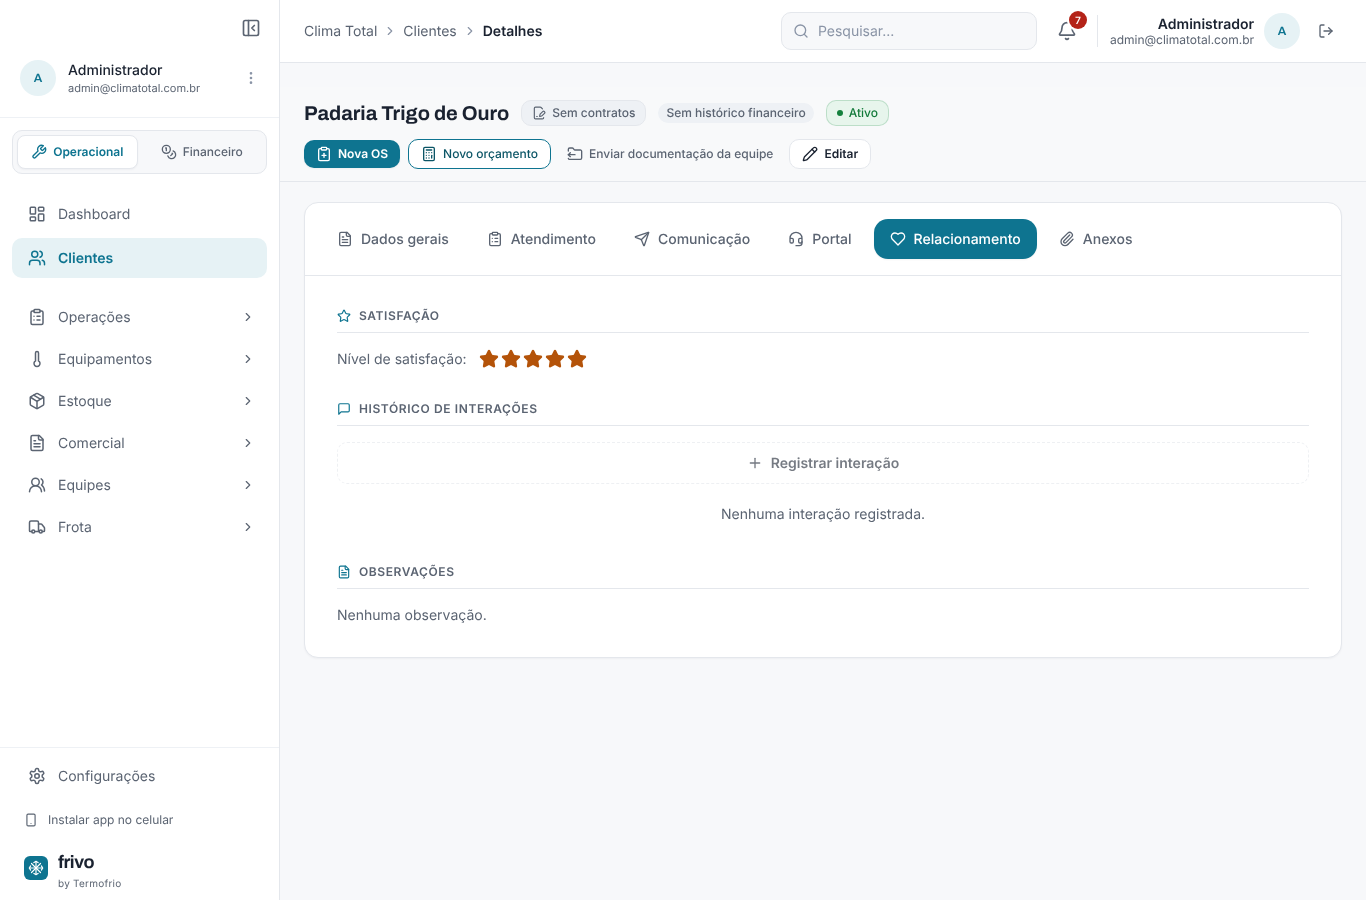 A
Administrador
admin@climatotal.com.br
Operacional
Financeiro
Dashboard
Clientes
Operações
Equipamentos
Estoque
Comercial
Equipes
Frota
Configurações
Instalar app no celular
frivo
by Termofrio
Clima Total
Clientes
Detalhes
Pesquisar...
7
Administrador
admin@climatotal.com.br
A
Padaria Trigo de Ouro
Sem contratos
Sem histórico financeiro
Ativo
Nova OS
Novo orçamento
Enviar documentação da equipe
Editar
Dados gerais
Atendimento
Comunicação
Portal
Relacionamento
Anexos
SATISFAÇÃO
Nível de satisfação:
HISTÓRICO DE INTERAÇÕES
Registrar interação
Nenhuma interação registrada.
OBSERVAÇÕES
Nenhuma observação.